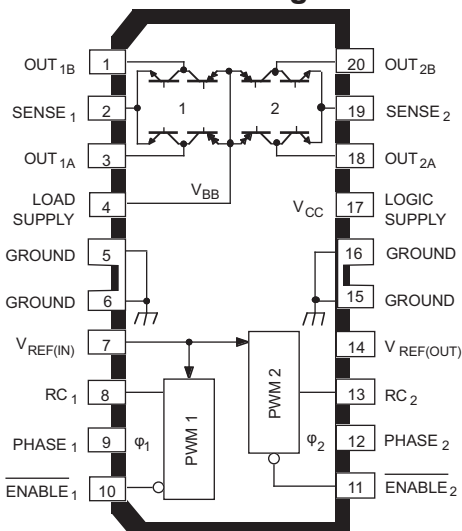 OUT1B 1 20 OUT2B
SENSE1 2 1 2 19 SENSE2
OUT1A 3 18 OUT2A
VBB
LOAD SUPPLY 4 VCC 17 LOGIC SUPPLY
GROUND 5 16 GROUND
GROUND 6 15 GROUND
VREF(IN) 7 14 VREF(OUT)
RC1 8 PWM 1 PWM 2 13 RC2
PHASE1 9 φ1 φ2 12 PHASE2
ENABLE1 10 11 ENABLE2